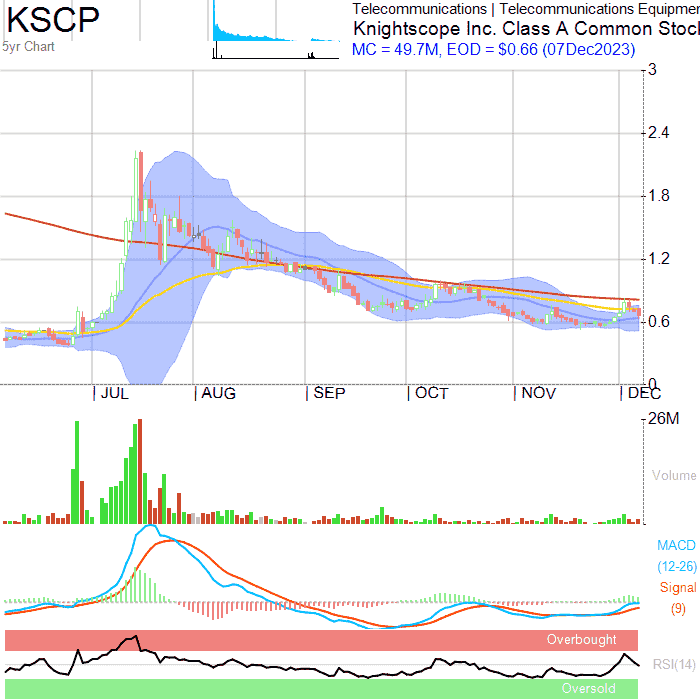 KSCP
5yr Chart
Telecommunications | Telecommunications Equipmen
Knightscope Inc. Class A Common Stock
MC = 49.7M, EOD = $0.66 (07Dec2023)
3
2.4
1.8
1.2
0.6
0
JUL
AUG
SEP
OCT
NOV
DEC
26M
Volume
MACD
(12-26)
Signal
(9)
Overbought
RSI(14)
Oversold